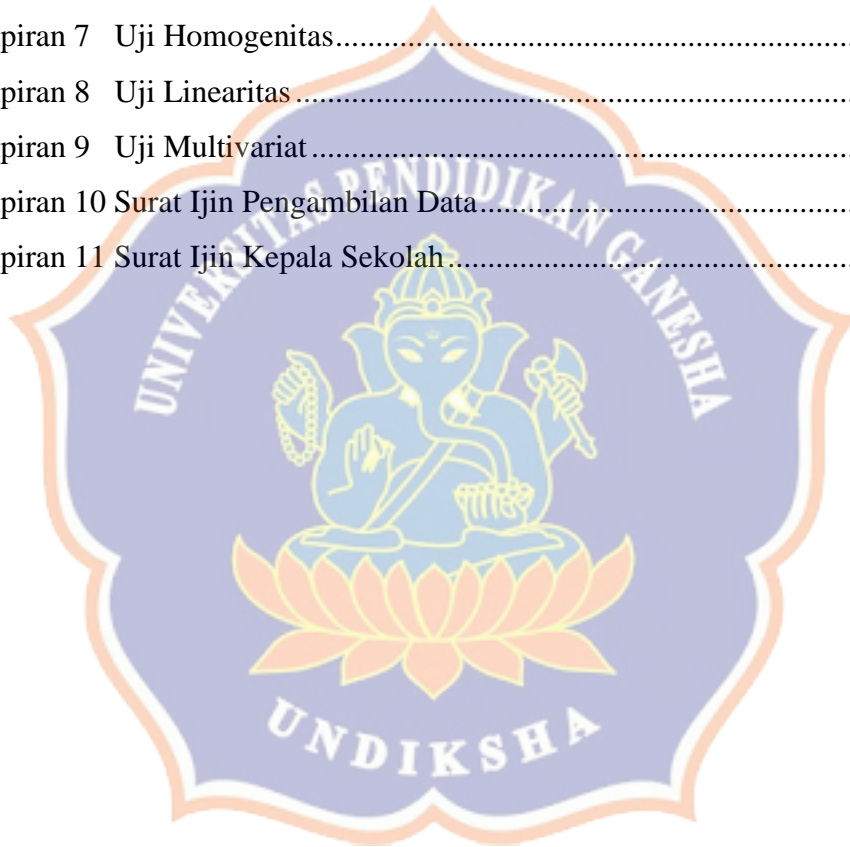 piran 7 Uji Homogenitas....................................................................
piran 8 Uji Linearitas.........................................................................
piran 9 Uji Multivariat.......................................................................
piran 10 Surat Ijin Pengambilan Data..................................................
piran 11 Surat Ijin Kepala Sekolah......................................................
UNIVERSITAS PENDIDIKAN GANESHA
UNDIKSHA